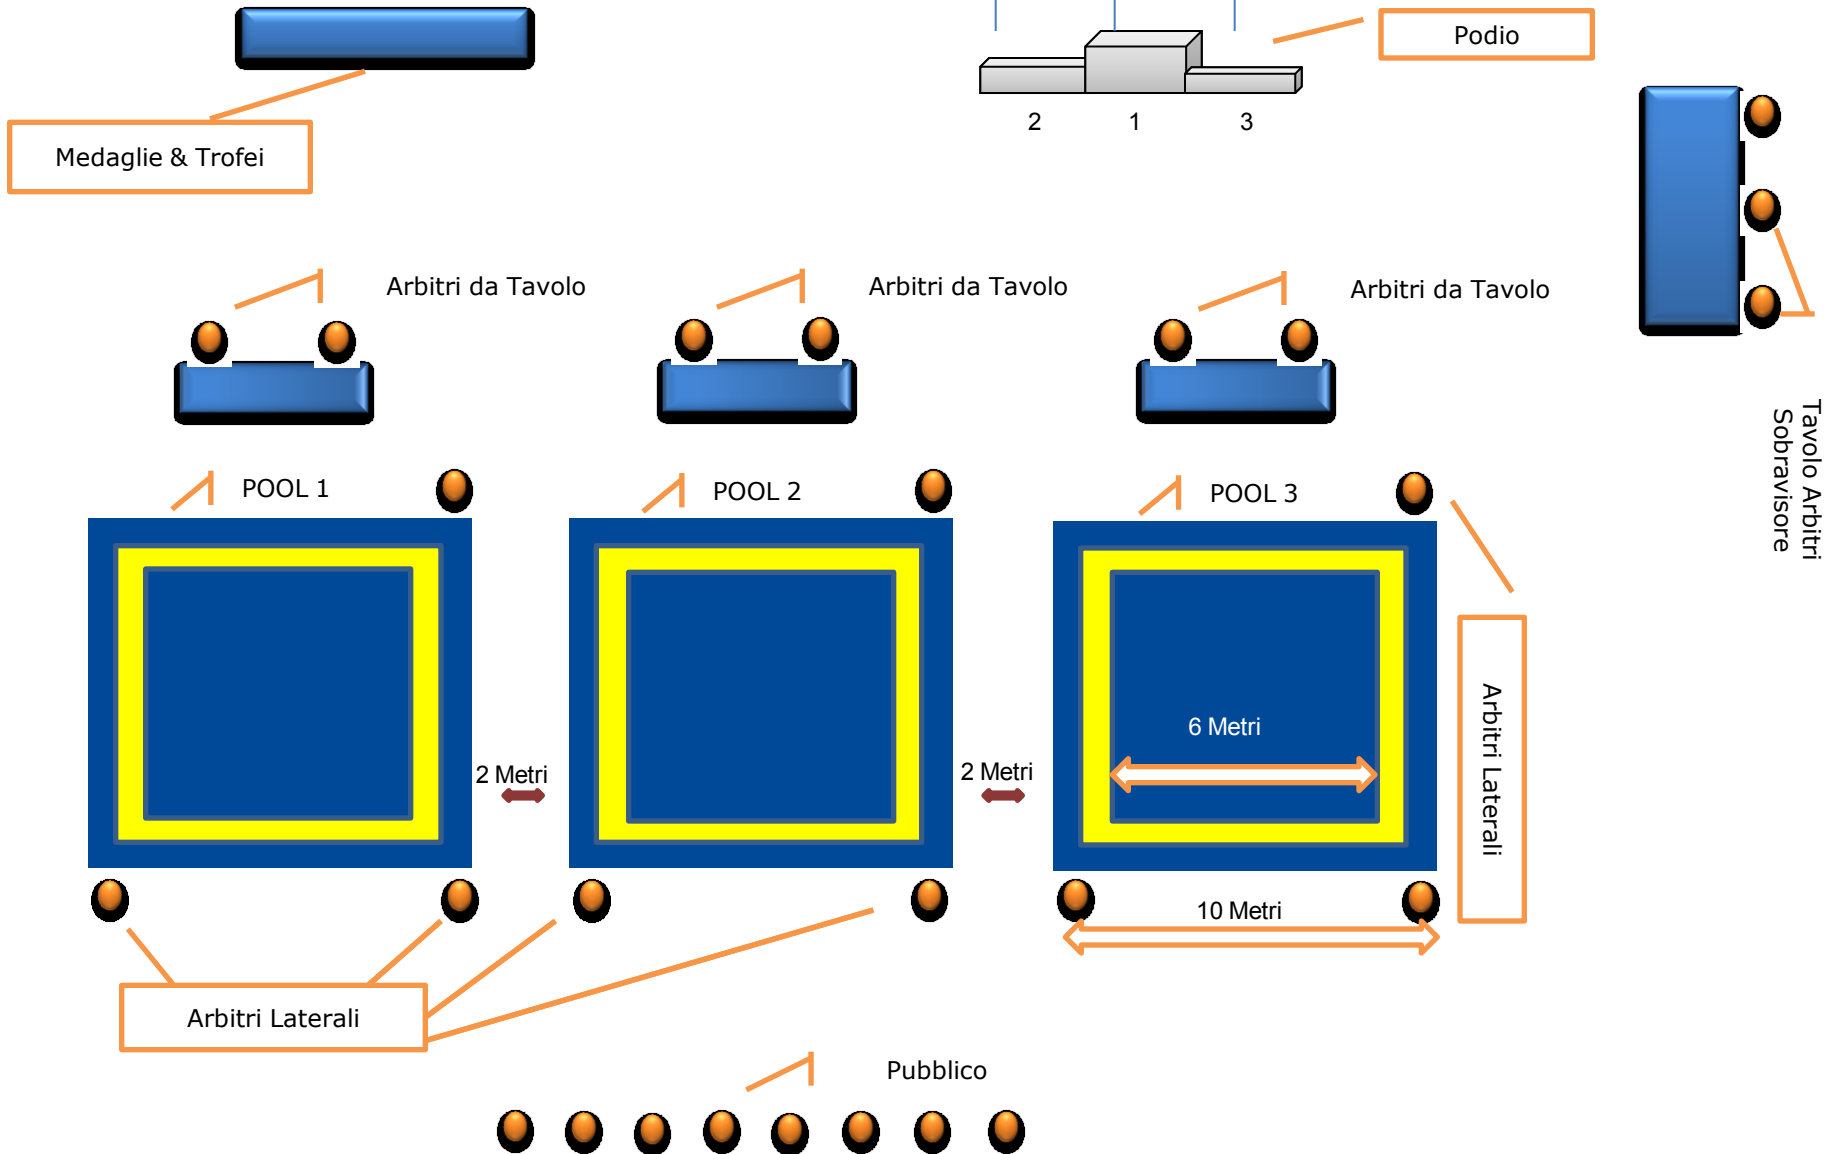 Podio
2 1 3
Medaglie & Trofei
Arbitri da Tavolo
Arbitri da Tavolo
Arbitri da Tavolo
Tavolo Arbitri
Sobravisore
POOL 1
POOL 2
POOL 3
6 Metri
2 Metri
2 Metri
Arbitri Laterali
10 Metri
Arbitri Laterali
Pubblico